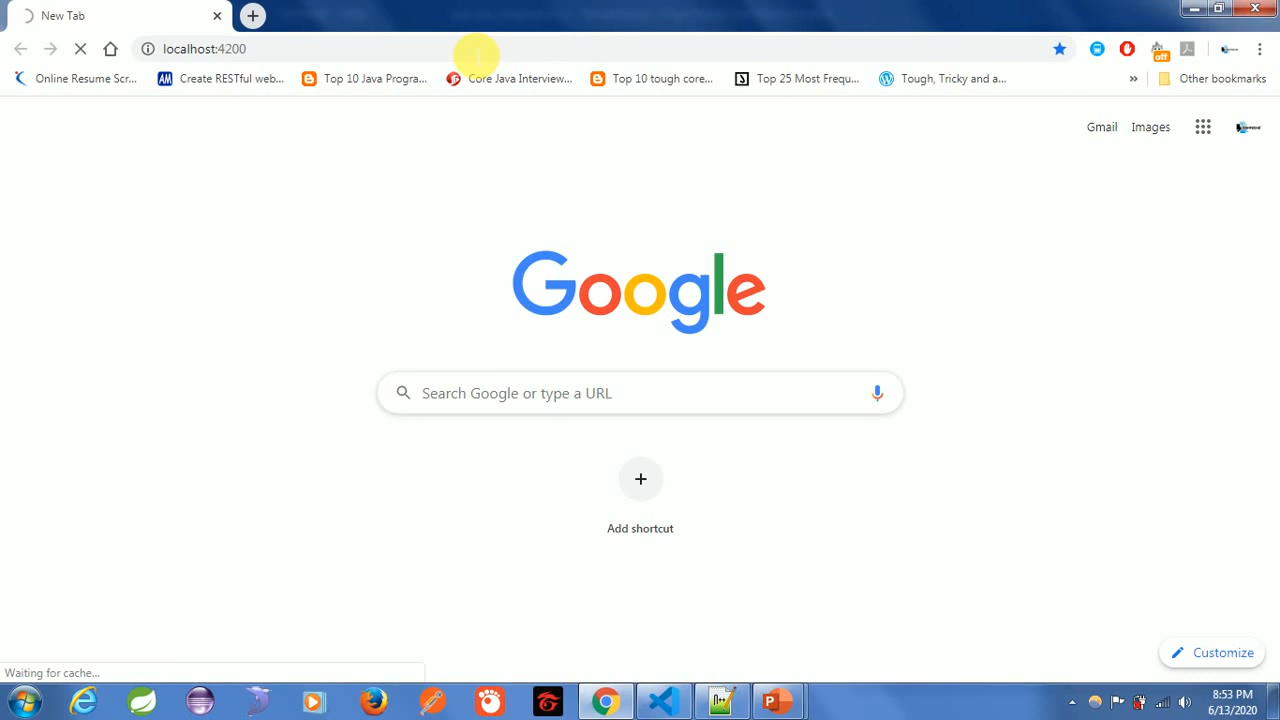 New Tab
localhost:4200
off
Online Resume Scr...
AM Create RESTful web...
Top 10 Java Progra...
Core Java Interview...
Top 10 tough core...
Top 25 Most Frequ...
Tough, Tricky and a...
»
Other bookmarks
Gmail
Images
Google
Search Google or type a URL
Add shortcut
Customize
Waiting for cache...
8:53 PM
6/13/2020